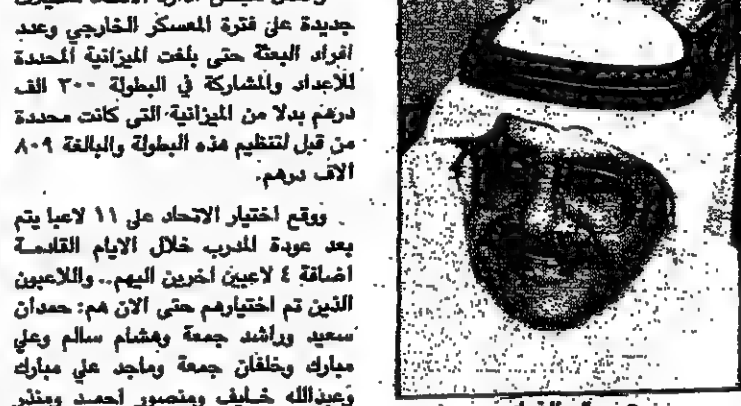 جديدة على فترة المعسكر الخارجي وعدد
افراد البعثة حتى بلغت الميزانية المحددة
للاعداد والمشاركة في البطولة ٣٠٠ الف
درهم بدلا من الميزانية التي كانت محددة
من قبل لتنظيم هذه البطولة والبالغة ٨٠٩
الاف درهم.
ووقع اختيار الاتحاد على ١١ لاعبا يتم
بعد عودة المدرب خلال الايام القادمة
اضافة ٤ لاعبين اخرين اليهم.. واللاعبون
الذين تم اختيارهم حتى الان هم: حمدان
سعيد وراشد جمعة وهشام سالم وعلي
مبارك وخلفان جمعة وماجد علي مبارك
وعبدالله خليف ومنصور احمد ومنذر